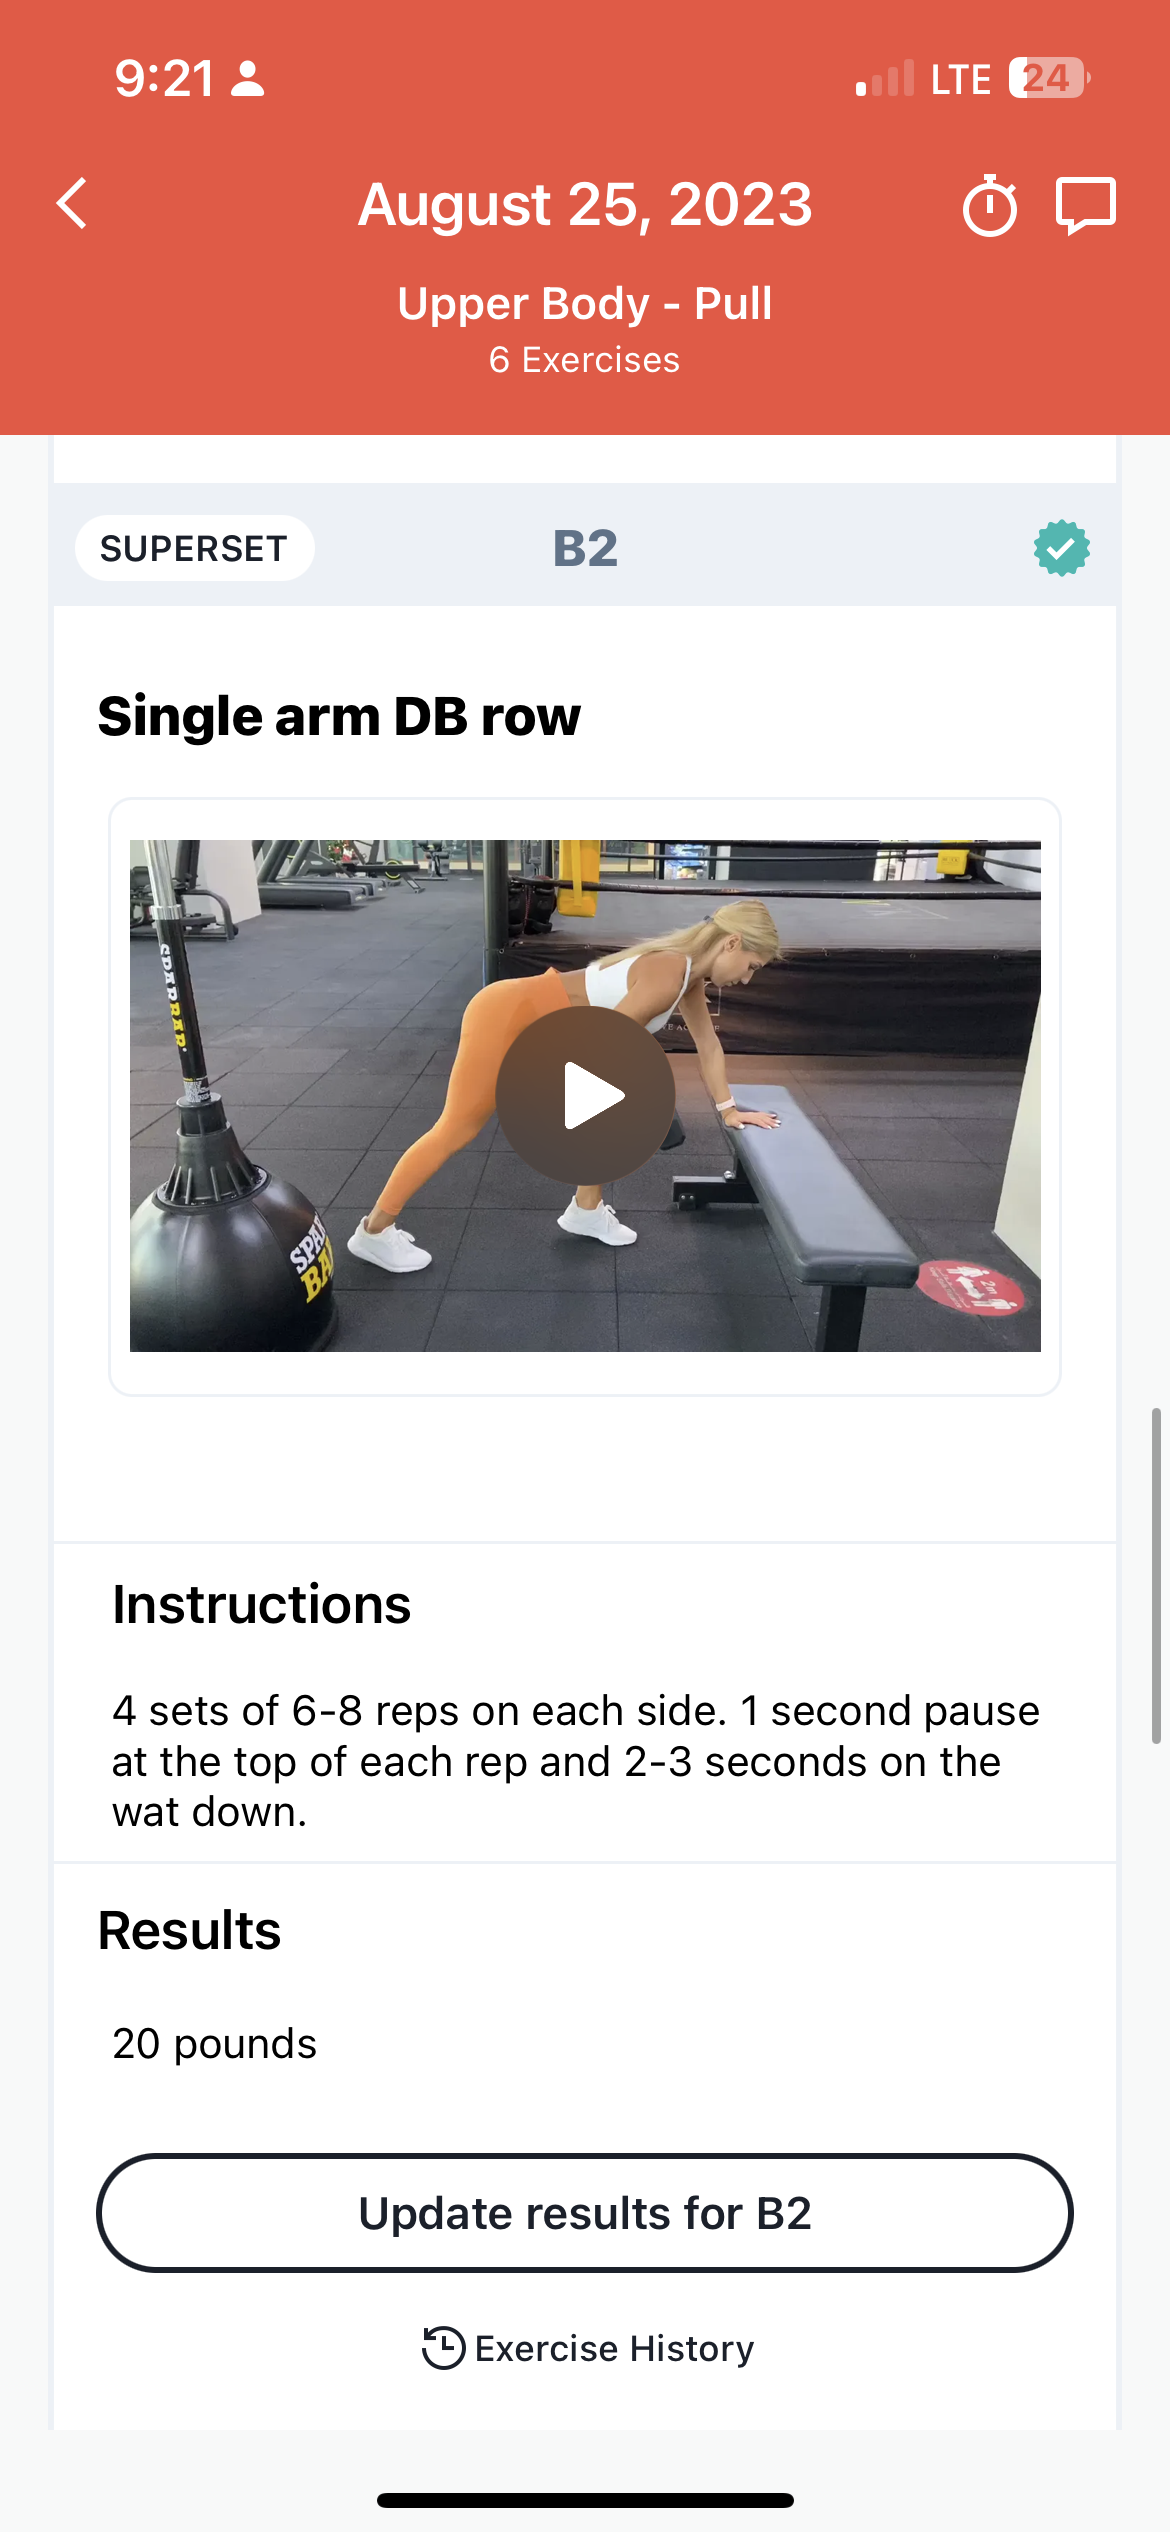 9:21
LTE 24
August 25, 2023
Upper Body - Pull
6 Exercises
SUPERSET
B2
Single arm DB row
SPARBAR
SPAR
BA
2m
Instructions
4 sets of 6-8 reps on each side. 1 second pause
at the top of each rep and 2-3 seconds on the
wat down.
Results
20 pounds
Update results for B2
Exercise History